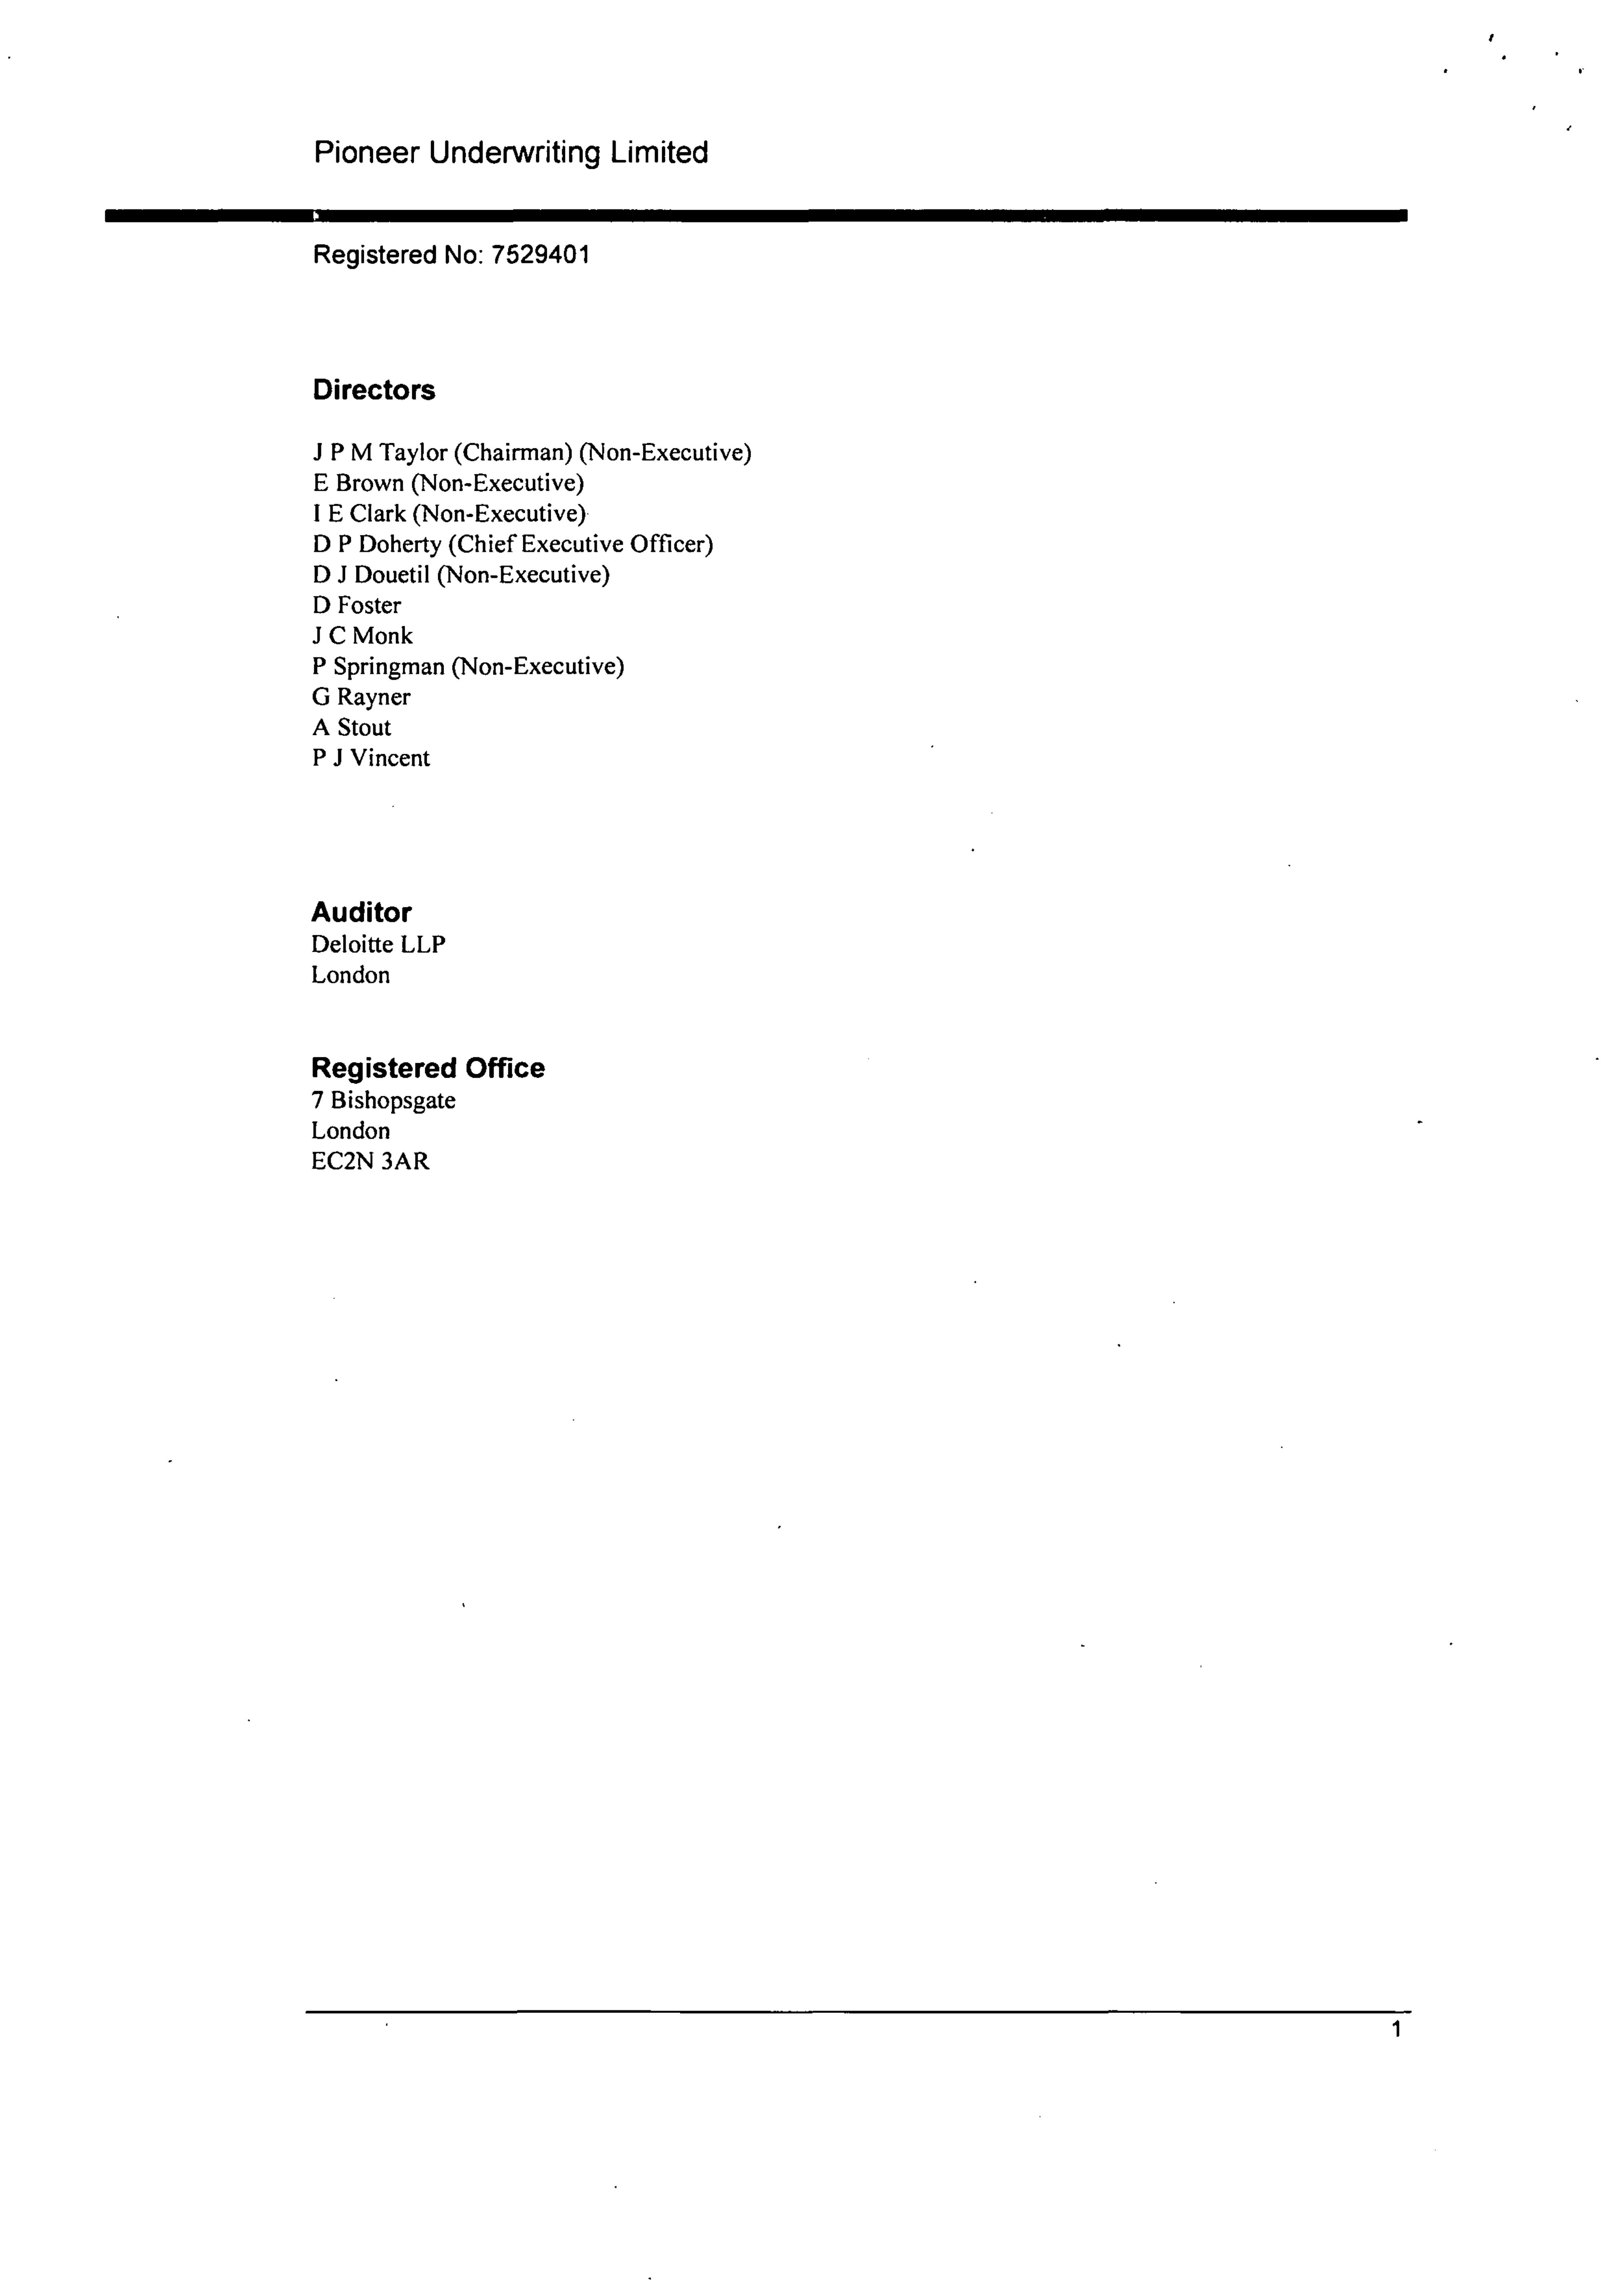 Pioneer Underwriting Limited
Registered No: 7529401
Directors
J P M Taylor (Chairman) (Non-Executive)
E Brown (Non-Executive)
I E Clark (Non-Executive)
D P Doherty (Chief Executive Officer)
D J Douetil (Non-Executive)
D Foster
J C Monk
P Springman (Non-Executive)
G Rayner
A Stout
P J Vincent
Auditor
Deloitte LLP
London
Registered Office
7 Bishopsgate
London
EC2N 3AR
1